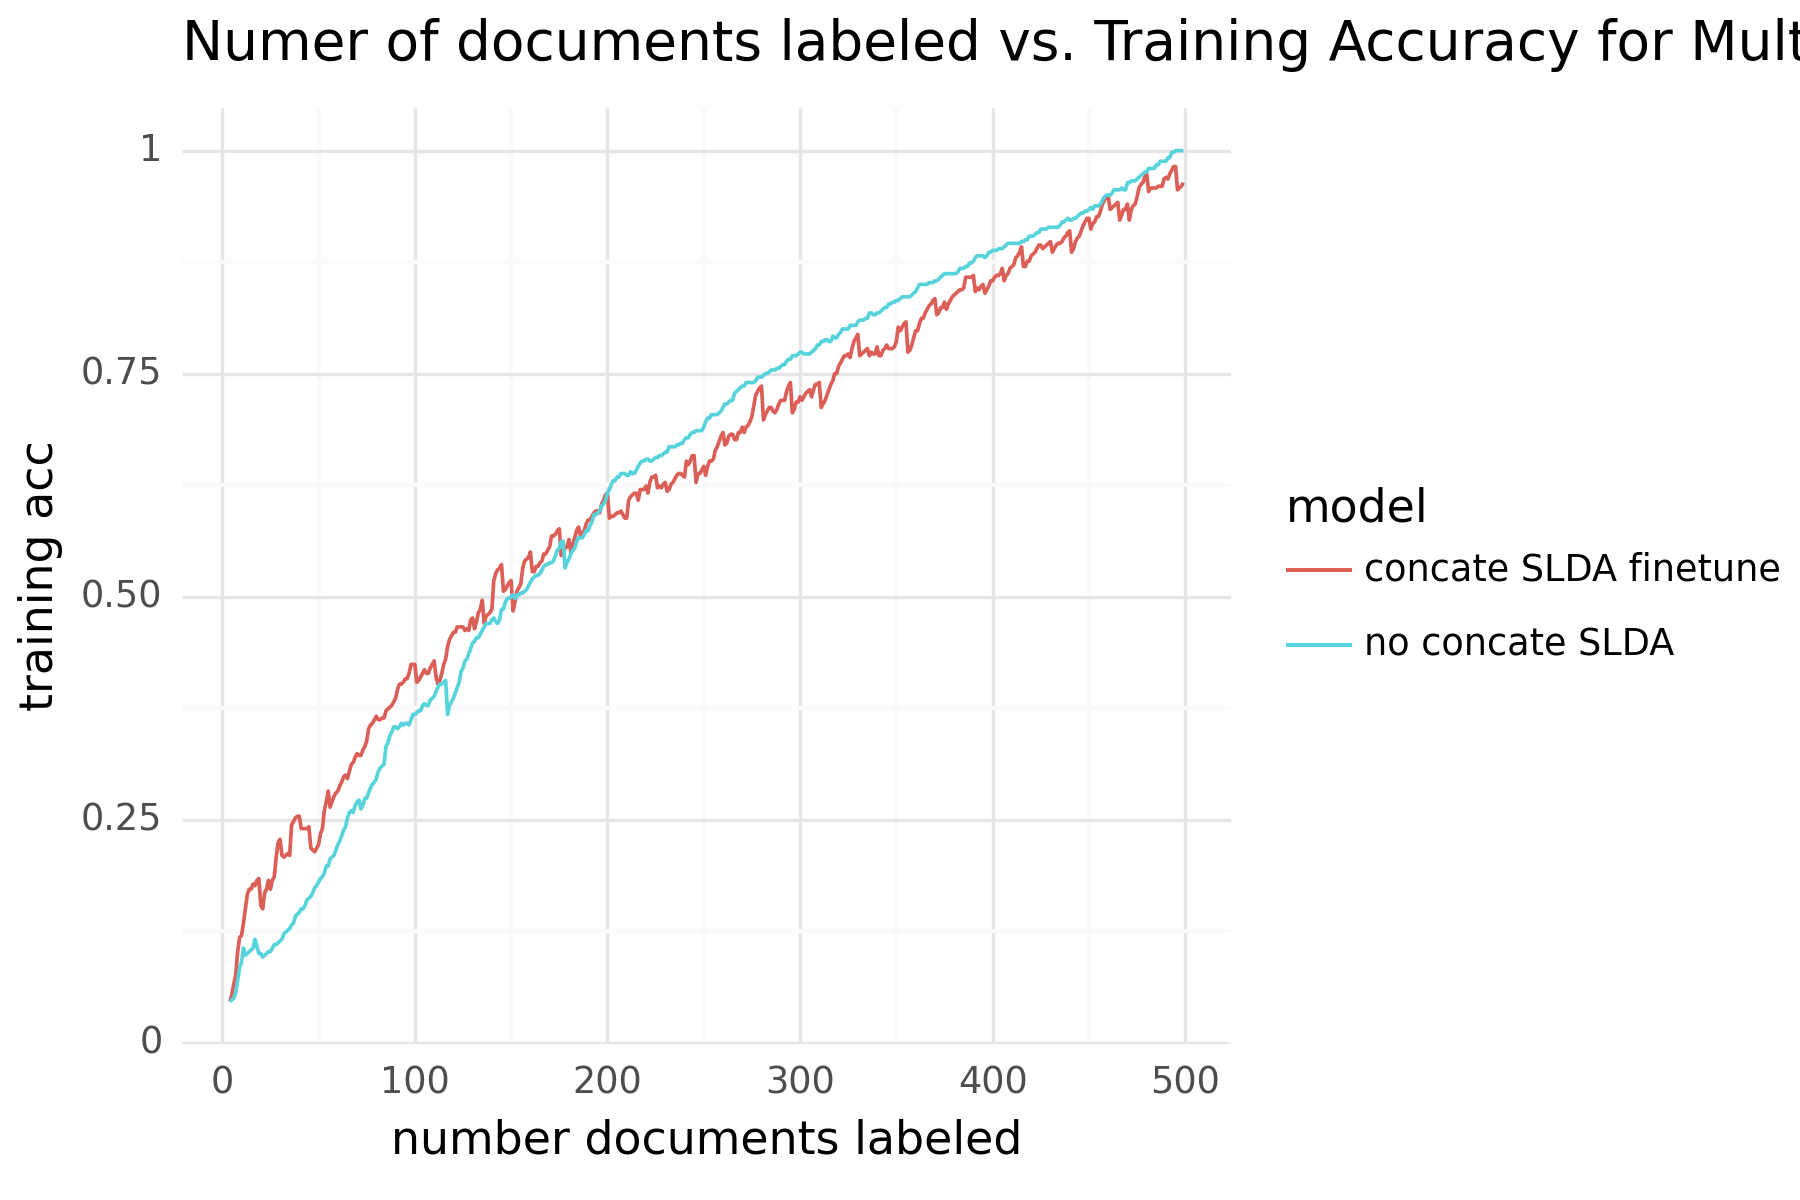 Numer of documents labeled vs. Training Accuracy for Mult
1
0.75
0.50
0.25
0
training acc
0 100 200 300 400 500
number documents labeled
model
concate SLDA finetune
no concate SLDA